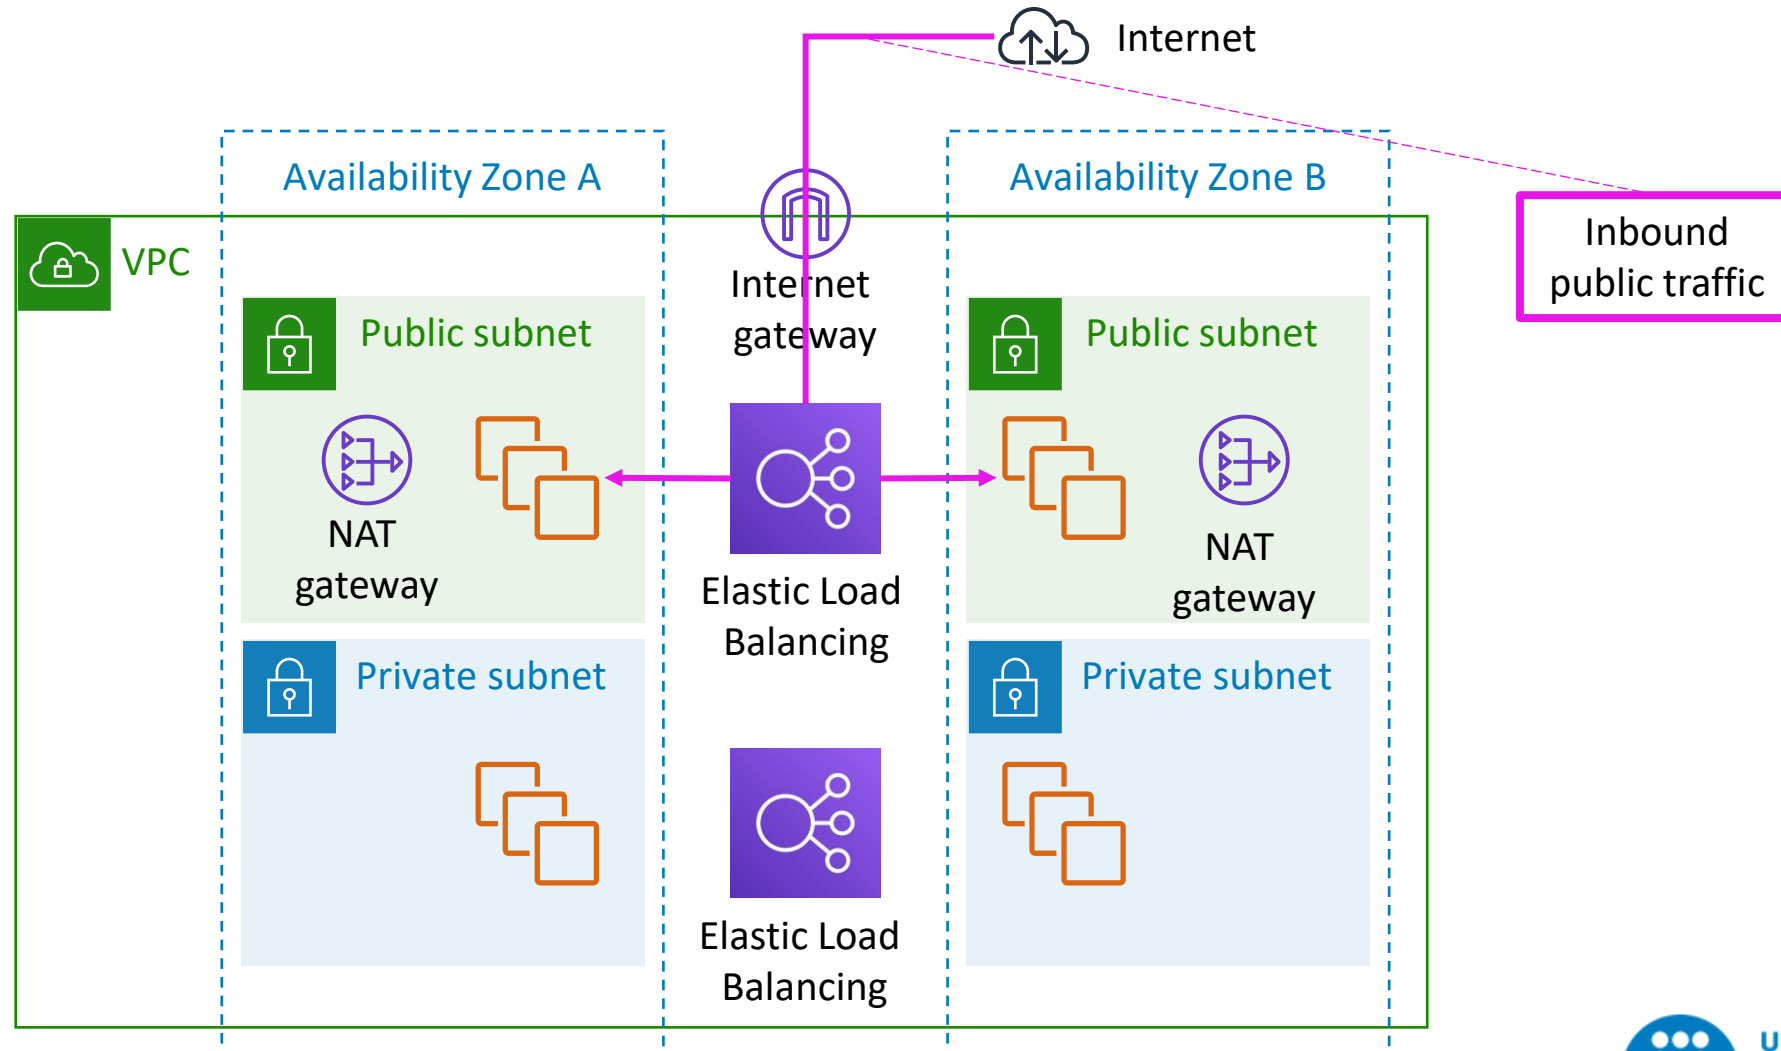 Internet
Availability Zone A
Availability Zone B
Inbound
public traffic
VPC
Internet
gateway
Public subnet
Public subnet
NAT
gateway
NAT
gateway
Elastic Load
Balancing
Private subnet
Private subnet
Elastic Load
Balancing
U